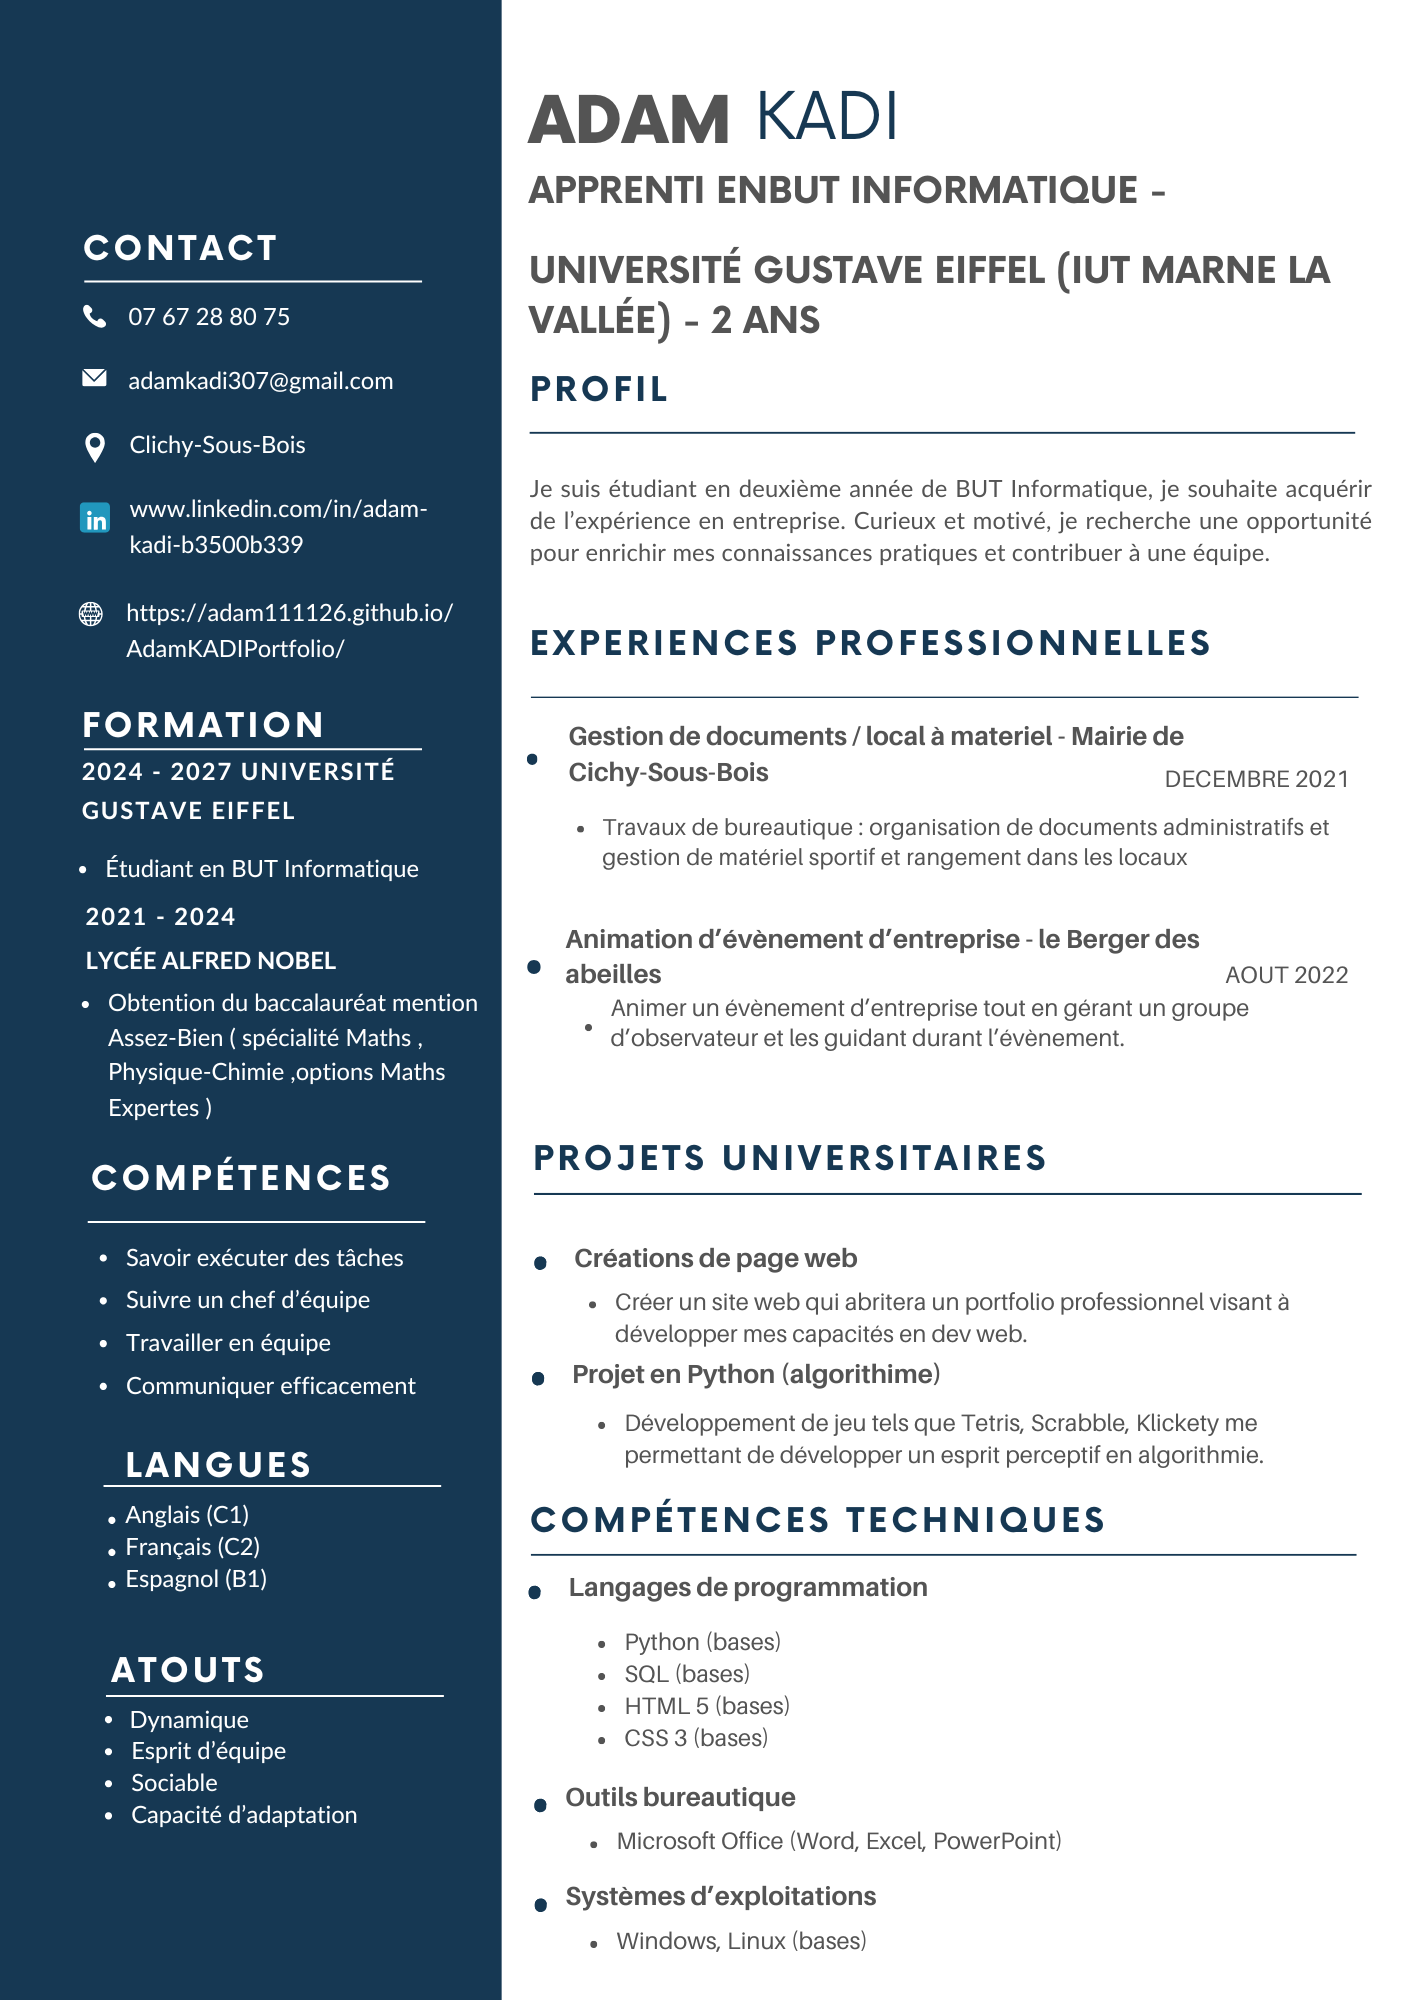 CONTACT
07 67 28 80 75
adamkadi307@gmail.com
Clichy-Sous-Bois
www.linkedin.com/in/adam-
kadi-b3500b339
https://adam111126.github.io/
AdamKADIPortfolio/
FORMATION
2024 - 2027 UNIVERSITÉ
GUSTAVE EIFFEL
• Étudiant en BUT Informatique
2021 - 2024
LYCÉE ALFRED NOBEL
• Obtention du baccalauréat mention
Assez-Bien ( spécialité Maths ,
Physique-Chimie ,options Maths
Expertes )
COMPÉTENCES
• Savoir exécuter des tâches
• Suivre un chef d’équipe
• Travailler en équipe
• Communiquer efficacement
LANGUES
• Anglais (C1)
• Français (C2)
• Espagnol (B1)
ATOUTS
• Dynamique
• Esprit d’équipe
• Sociable
• Capacité d’adaptation
ADAM KADI
APPRENTI ENBUT INFORMATIQUE -
UNIVERSITÉ GUSTAVE EIFFEL (IUT MARNE LA
VALLÉE) - 2 ANS
PROFIL
Je suis étudiant en deuxième année de BUT Informatique, je souhaite acquérir
de l’expérience en entreprise. Curieux et motivé, je recherche une opportunité
pour enrichir mes connaissances pratiques et contribuer à une équipe.
EXPERIENCES PROFESSIONNELLES
• Gestion de documents / local à materiel - Mairie de
Cichy-Sous-Bois
DECEMBRE 2021
• Travaux de bureautique : organisation de documents administratifs et
gestion de matériel sportif et rangement dans les locaux
• Animation d’évènement d’entreprise - le Berger des
abeilles
AOUT 2022
• Animer un évènement d’entreprise tout en gérant un groupe
d’observateur et les guidant durant l’évènement.
PROJETS UNIVERSITAIRES
• Créations de page web
• Créer un site web qui abritera un portfolio professionnel visant à
développer mes capacités en dev web.
• Projet en Python (algorithime)
• Développement de jeu tels que Tetris, Scrabble, Klickety me
permettant de développer un esprit perceptif en algorithmie.
COMPÉTENCES TECHNIQUES
• Langages de programmation
• Python (bases)
• SQL (bases)
• HTML 5 (bases)
• CSS 3 (bases)
• Outils bureautique
• Microsoft Office (Word, Excel, PowerPoint)
• Systèmes d’exploitations
• Windows, Linux (bases)